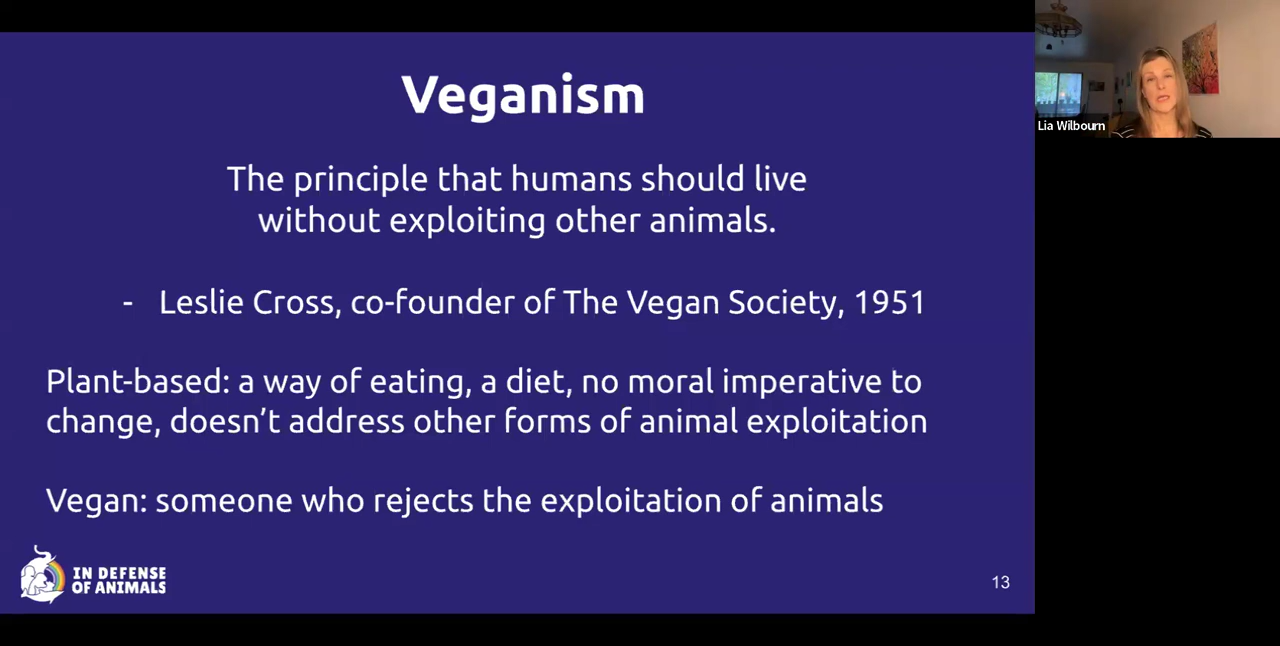 Veganism
The principle that humans should live
without exploiting other animals.
- Leslie Cross, co-founder of The Vegan Society, 1951
Plant-based: a way of eating, a diet, no moral imperative to
change, doesn’t address other forms of animal exploitation
Vegan: someone who rejects the exploitation of animals
IN DEFENSE
OF ANIMALS
13
Lia Wilbourn